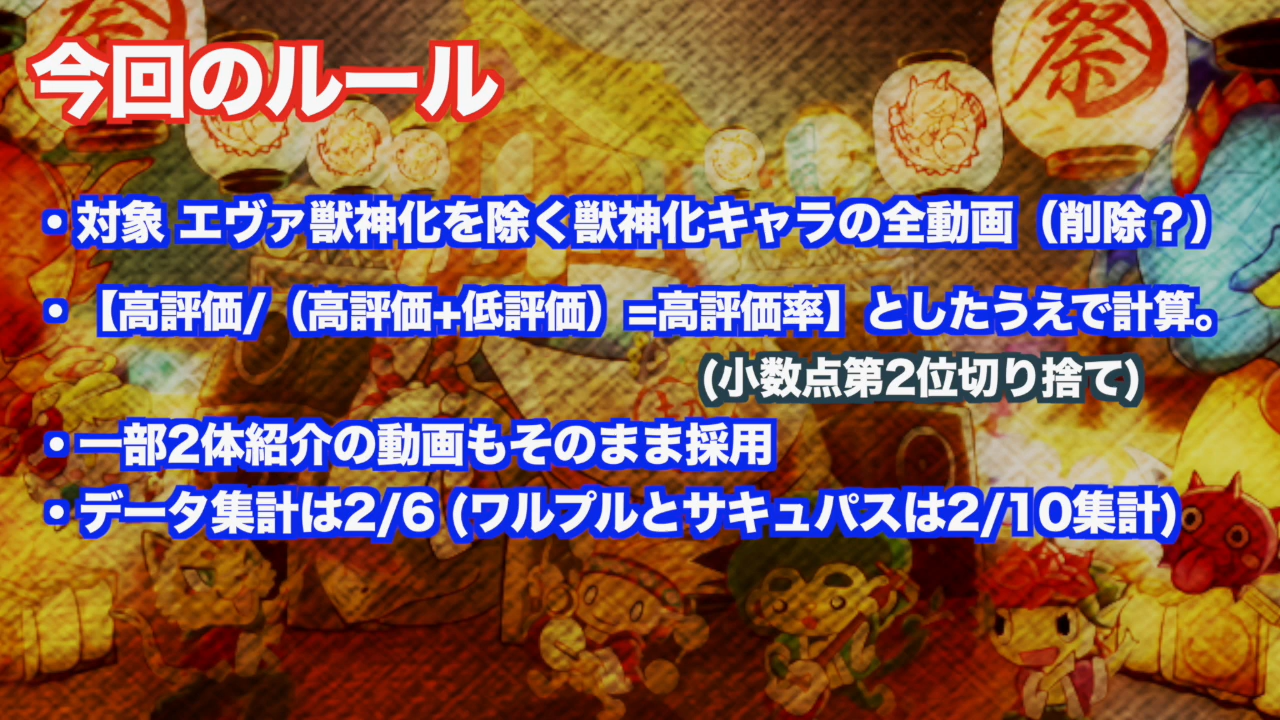 今回のルール
祭
・対象 エヴァ獣神化を除く獣神化キャラの全動画（削除？）
・【高評価/（高評価+低評価）=高評価率】としたうえで計算。
(小数点第2位切り捨て)
・一部2体紹介の動画もそのまま採用
・データ集計は2/6 (ワルプルとサキュパスは2/10集計)